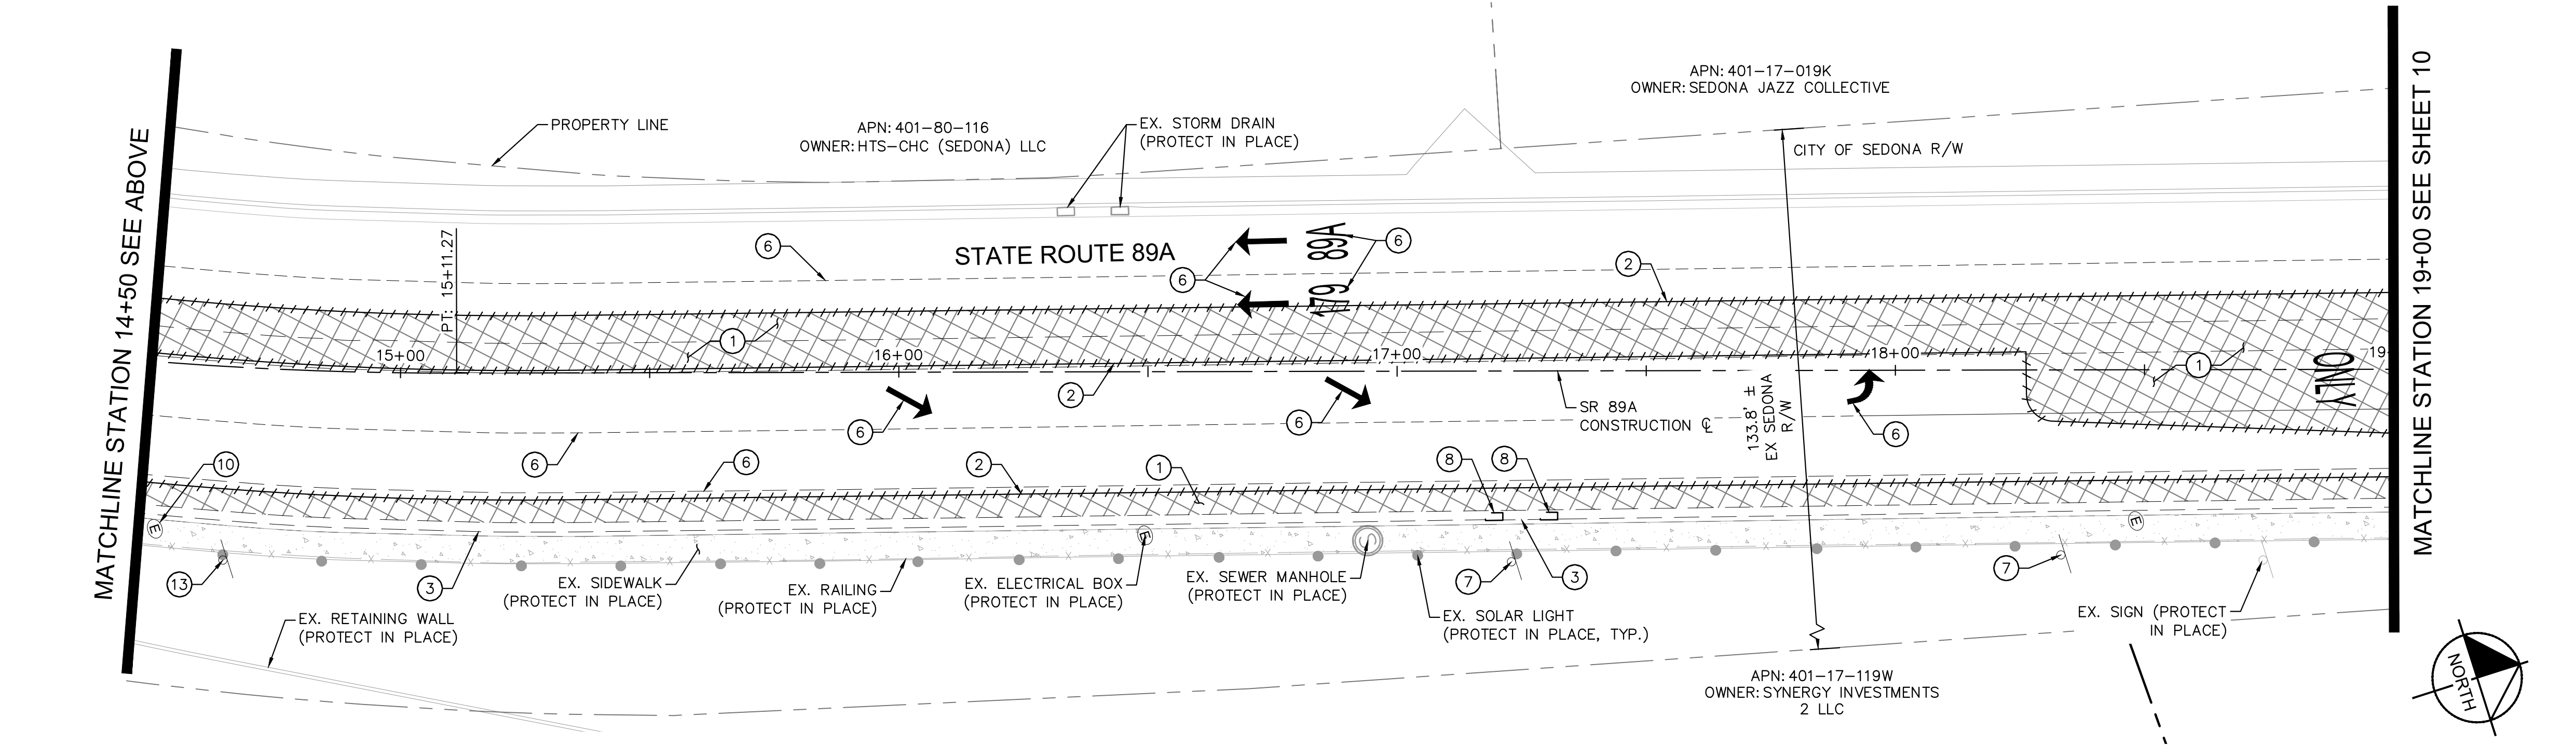 MATCHLINE STATION 14+50 SEE ABOVE
PROPERTY LINE
APN: 401-80-116
OWNER: HTS-CHC (SEDONA) LLC
EX. STORM DRAIN
(PROTECT IN PLACE)
APN: 401-17-019K
OWNER: SEDONA JAZZ COLLECTIVE
CITY OF SEDONA R/W
MATCHLINE STATION 19+00 SEE SHEET 10
PT: 15+11.27
6
STATE ROUTE 89A
6
89A
179
6
2
1
15+00
16+00
17+00
18+00
19
1
ONLY
2
6
6
SR 89A
CONSTRUCTION ℄
133.8' ±
EX SEDONA
R/W
6
10
6
6
2
1
8
8
E
E
E
13
3
EX. SIDEWALK
(PROTECT IN PLACE)
EX. RAILING
(PROTECT IN PLACE)
EX. ELECTRICAL BOX
(PROTECT IN PLACE)
S
EX. SEWER MANHOLE
(PROTECT IN PLACE)
7
3
7
EX. RETAINING WALL
(PROTECT IN PLACE)
EX. SOLAR LIGHT
(PROTECT IN PLACE, TYP.)
EX. SIGN (PROTECT
IN PLACE)
APN: 401-17-119W
OWNER: SYNERGY INVESTMENTS
2 LLC
NORTH